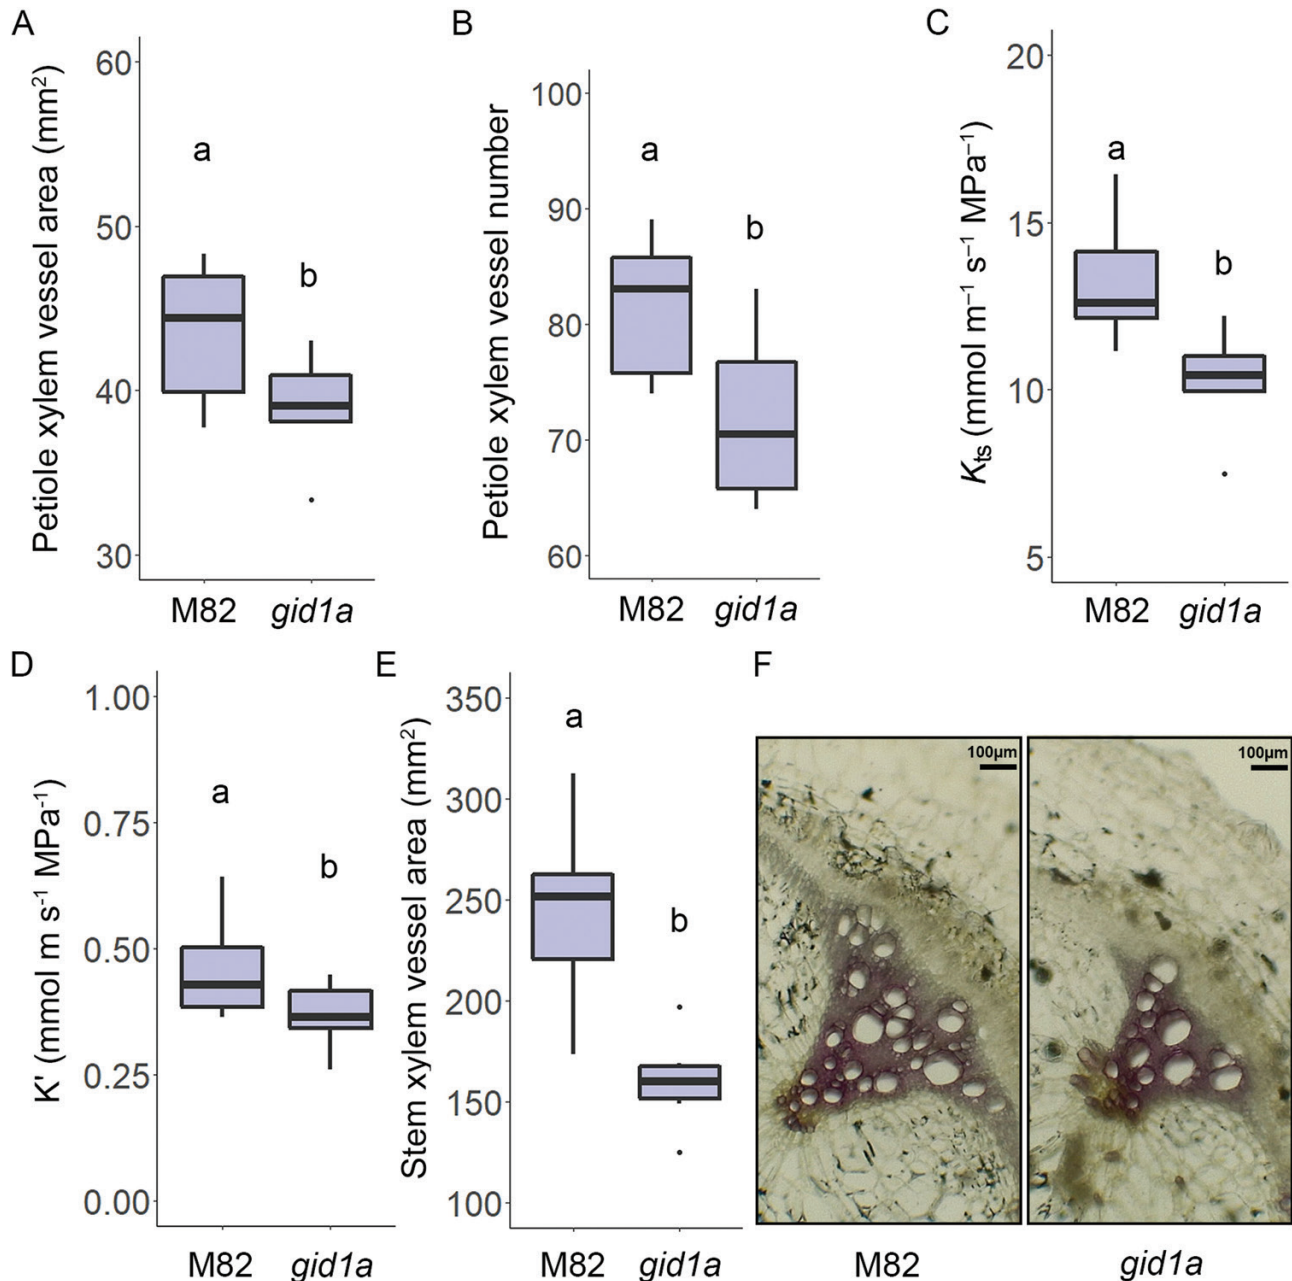 A
Petiole xylem vessel area (mm²)
60
50
40
30
a
b
M82
gid1a
B
Petiole xylem vessel number
100
90
80
70
60
a
b
M82
gid1a
C
Kts (mmol m⁻¹ s⁻¹ MPa⁻¹)
20
15
10
5
a
b
M82
gid1a
D
K' (mmol m s⁻¹ MPa⁻¹)
1.00
0.75
0.50
0.25
0.00
a
b
M82
gid1a
E
Stem xylem vessel area (mm²)
350
300
250
200
150
100
a
b
M82
gid1a
F
100µm
100µm
M82
gid1a